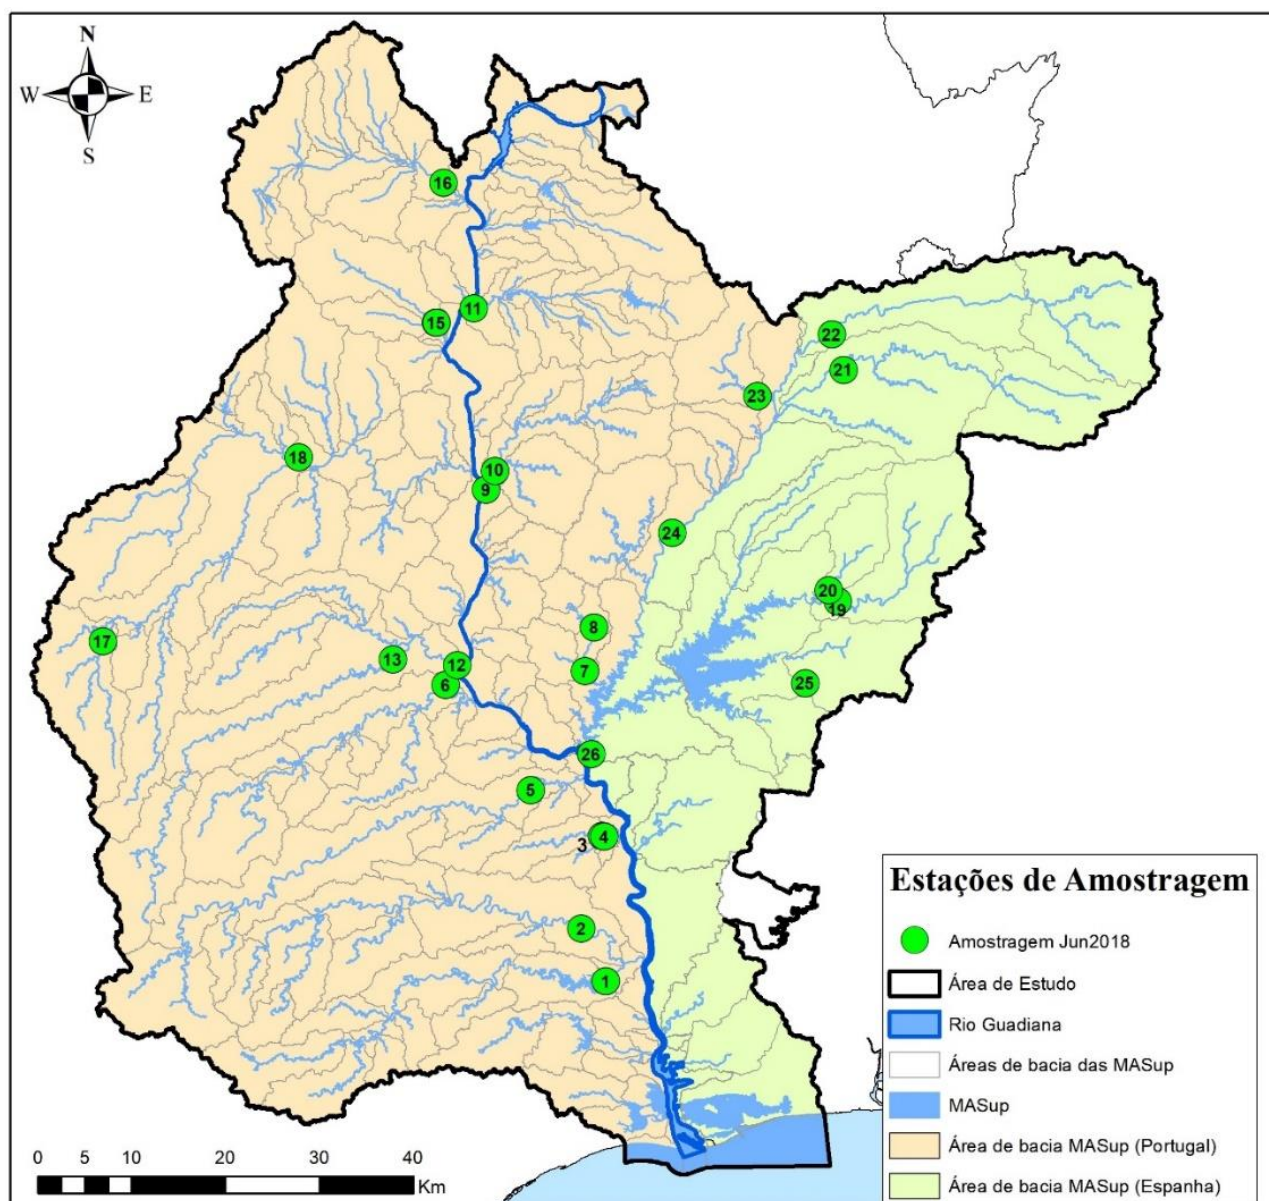 N
W E
S
16
11
15
22
21
23
18
10
9
24
20
19
8
17
13
12
7
6
25
26
5
3 4
2
1
Estações de Amostragem
Amostragem Jun2018
Área de Estudo
Rio Guadiana
Áreas de bacia das MASup
MASup
Área de bacia MASup (Portugal)
Área de bacia MASup (Espanha)
0 5 10 20 30 40
Km